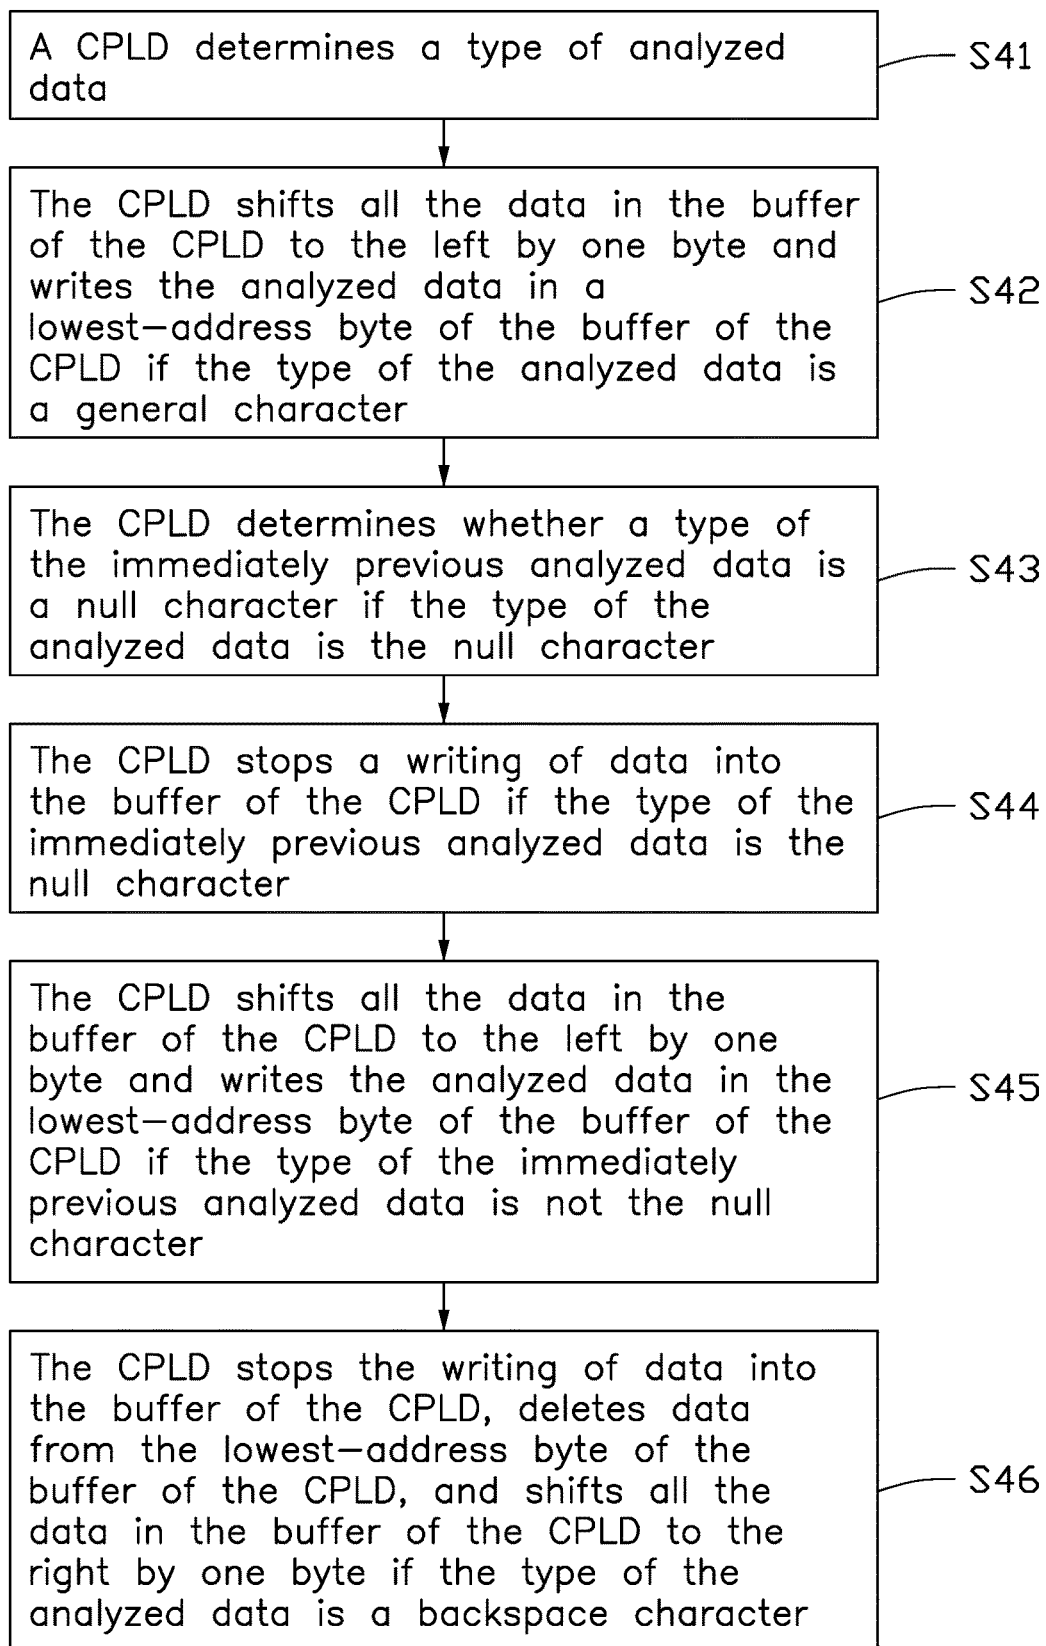 A CPLD determines a type of analyzed
data
S41
The CPLD shifts all the data in the buffer
of the CPLD to the left by one byte and
writes the analyzed data in a
lowest-address byte of the buffer of the
CPLD if the type of the analyzed data is
a general character
S42
The CPLD determines whether a type of
the immediately previous analyzed data is
a null character if the type of the
analyzed data is the null character
S43
The CPLD stops a writing of data into
the buffer of the CPLD if the type of the
immediately previous analyzed data is the
null character
S44
The CPLD shifts all the data in the
buffer of the CPLD to the left by one
byte and writes the analyzed data in the
lowest-address byte of the buffer of the
CPLD if the type of the immediately
previous analyzed data is not the null
character
S45
The CPLD stops the writing of data into
the buffer of the CPLD, deletes data
from the lowest-address byte of the
buffer of the CPLD, and shifts all the
data in the buffer of the CPLD to the
right by one byte if the type of the
analyzed data is a backspace character
S46